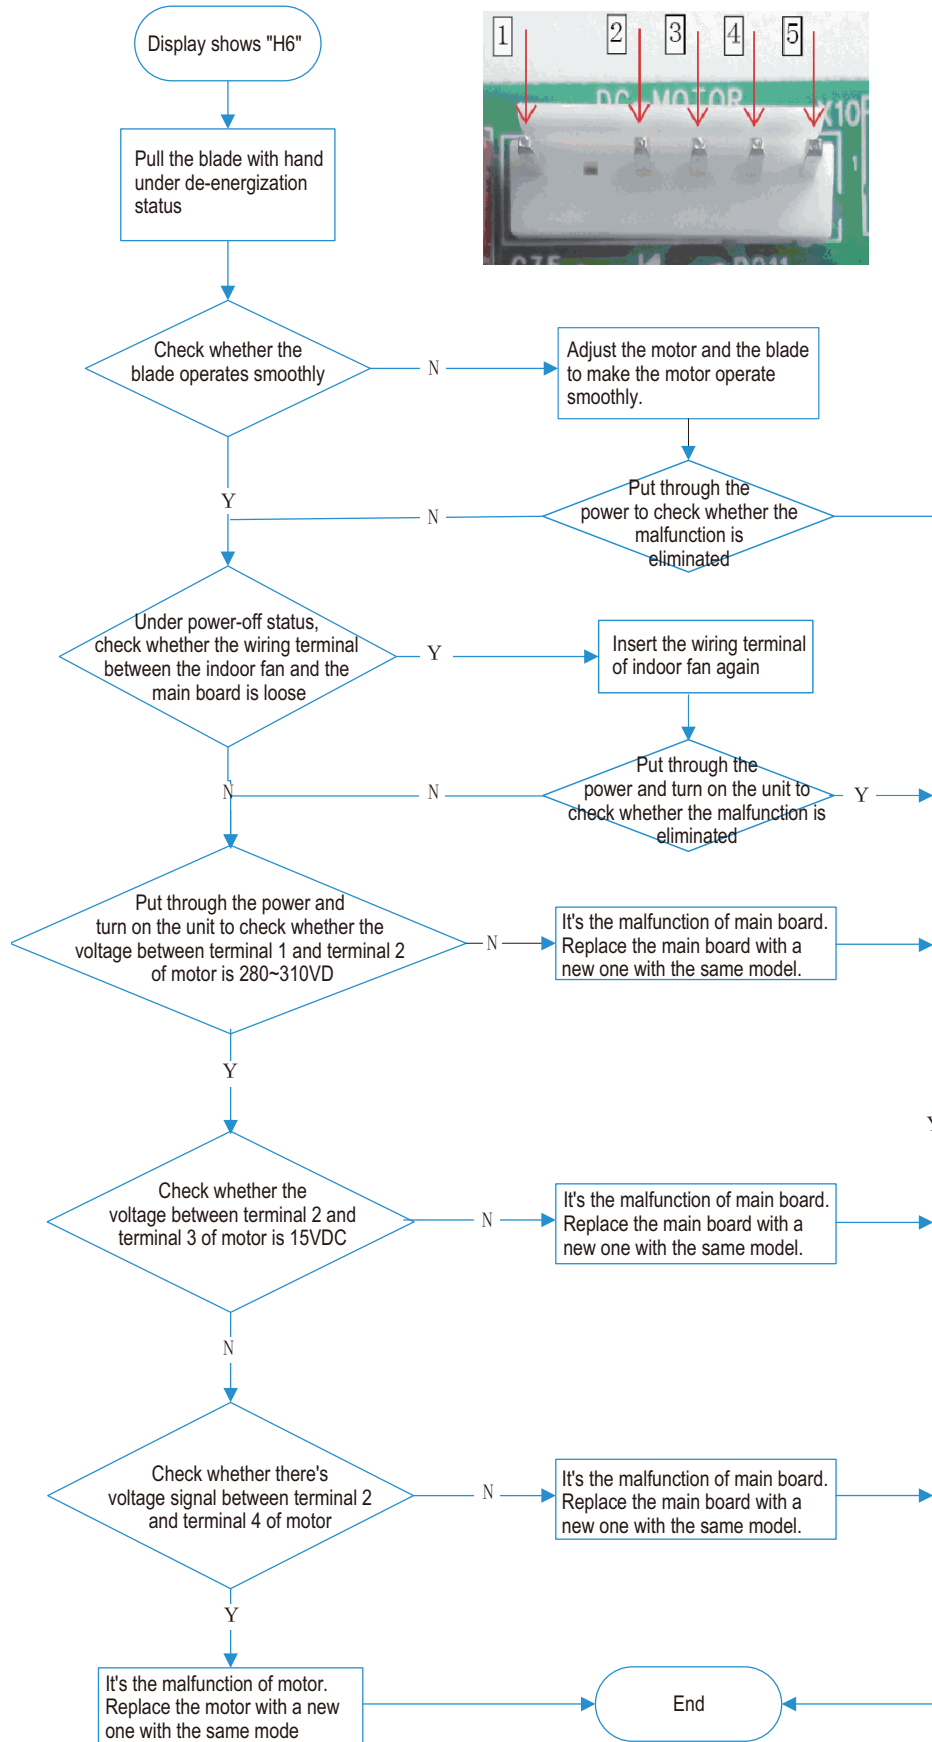 Display shows "H6"
1 2 3 4 5
DC MOTOR
X10
1
Pull the blade with hand
under de-energization
status
Check whether the
blade operates smoothly
N
Adjust the motor and the blade
to make the motor operate
smoothly.
Y
N
Put through the
power to check whether the
malfunction is
eliminated
Under power-off status,
check whether the wiring terminal
between the indoor fan and the
main board is loose
Y
Insert the wiring terminal
of indoor fan again
N
N
Put through the
power and turn on the unit to
check whether the malfunction is
eliminated
Y
Put through the power and
turn on the unit to check whether the
voltage between terminal 1 and terminal 2
of motor is 280~310VD
N
It's the malfunction of main board.
Replace the main board with a
new one with the same model.
Y
Y
Check whether the
voltage between terminal 2 and
terminal 3 of motor is 15VDC
N
It's the malfunction of main board.
Replace the main board with a
new one with the same model.
N
Check whether there's
voltage signal between terminal 2
and terminal 4 of motor
N
It's the malfunction of main board.
Replace the main board with a
new one with the same model.
Y
It's the malfunction of motor.
Replace the motor with a new
one with the same mode
End